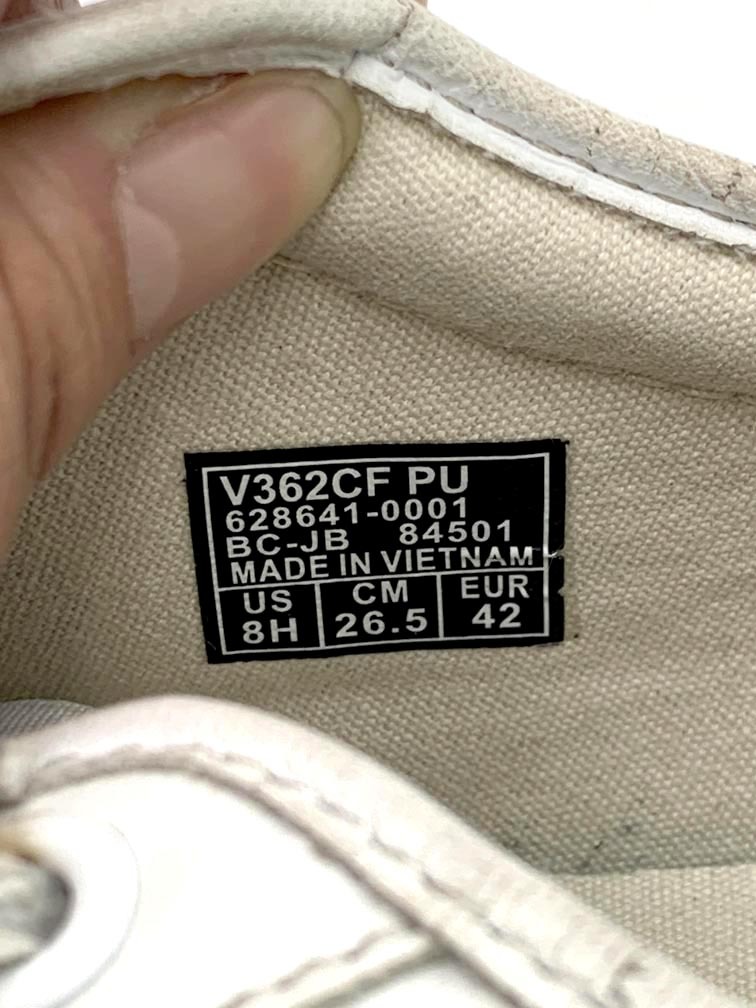 V362CF PU
628641-0001
BC-JB 84501
MADE IN VIETNAM
US CM EUR
8H 26.5 42